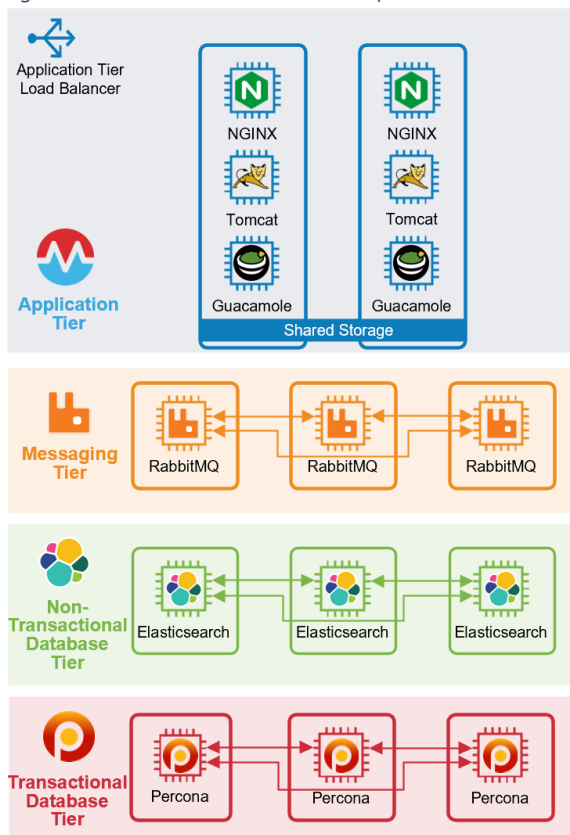 Application Tier
Load Balancer
NGINX
NGINX
Tomcat
Tomcat
Guacamole
Guacamole
Shared Storage
Application
Tier
Messaging
Tier
RabbitMQ
RabbitMQ
RabbitMQ
Non-
Transactional
Database
Tier
Elasticsearch
Elasticsearch
Elasticsearch
Transactional
Database
Tier
Percona
Percona
Percona